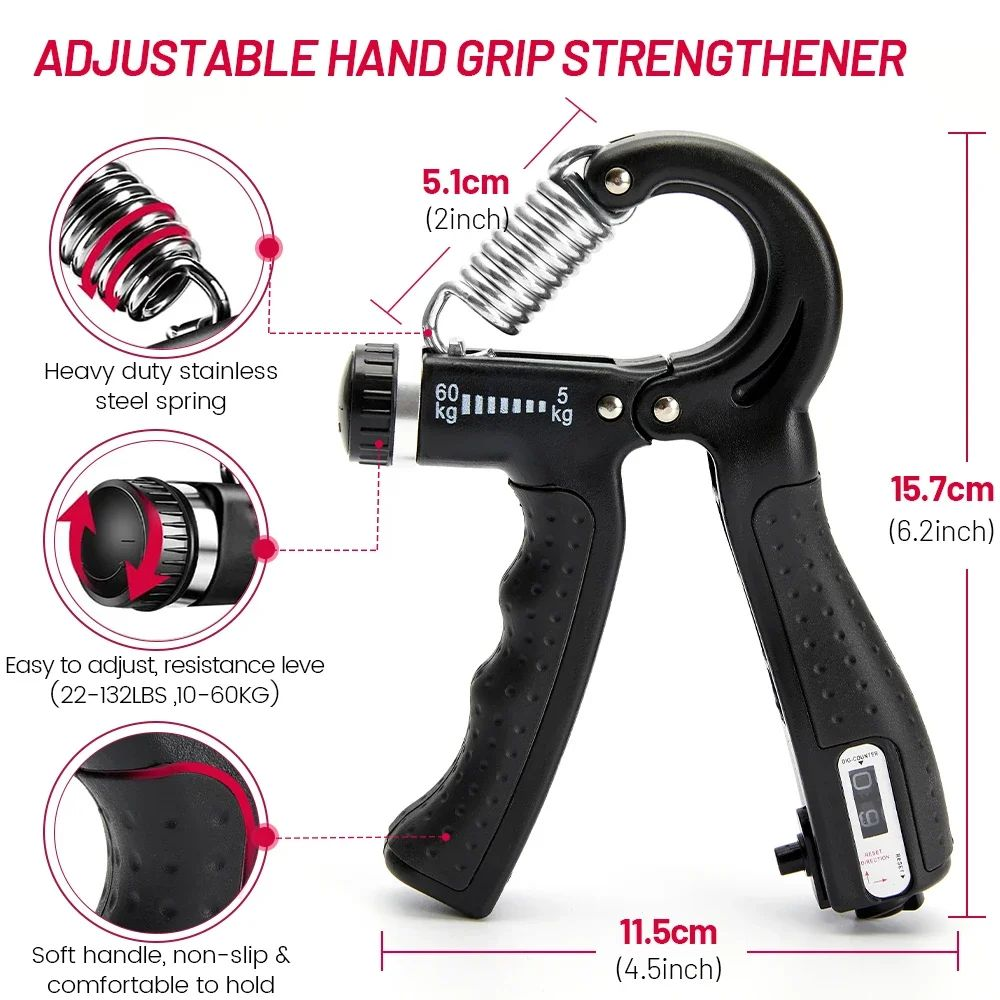 ADJUSTABLE HAND GRIP STRENGTHENER
5.1cm
(2inch)
Heavy duty stainless
steel spring
60
kg
5
kg
15.7cm
(6.2inch)
Easy to adjust, resistance leve
(22-132LBS ,10-60KG)
DIG-COUNTER
60
RESET
DIRECTION
RESET
11.5cm
(4.5inch)
Soft handle, non-slip &
comfortable to hold